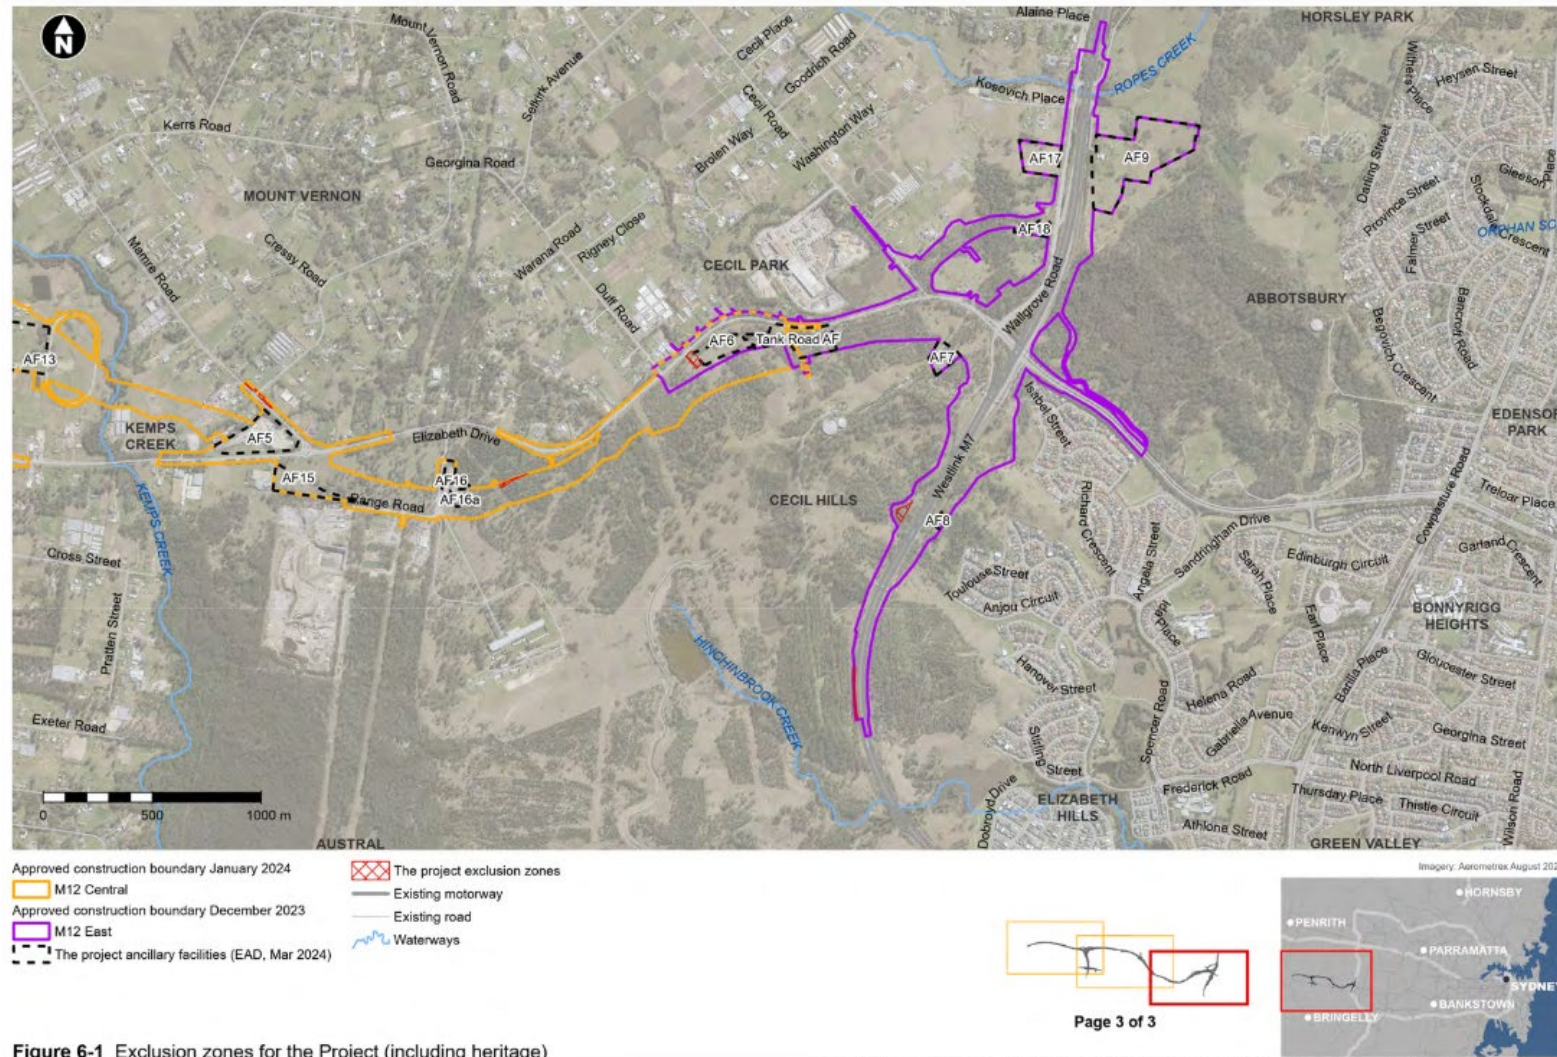 N
Alaine Place
HORSLEY PARK
Mount Vernon Road
Cecil Place
Goodrich Road
Selkirk Avenue
Cecil Road
Kosovich Place
ROPES CREEK
Withers Place
Heysen Street
Kerrs Road
Washington Way
Brolen Way
Georgina Road
AF17
AF9
Darling Street
Gleeson
Place
MOUNT VERNON
Province Street
Stockdale Crescent
Rigney Close
Warana Road
AF18
Falmer Street
ORPHAN SC
Cressy Road
Mamre Road
CECIL PARK
Duff Road
Wallgrove Road
ABBOTSBURY
Bancroft Road
Begovich Crescent
AF13
AF6
Tank Road AF
AF7
Isabel Street
KEMPS CREEK
AF5
Elizabeth Drive
EDENSOR PARK
AF15
AF16
AF16a
Range Road
Westlink M7
CECIL HILLS
Cowpasture Road
Treloar Place
KEMPS CREEK
Richard Crescent
AF8
Sandringham Drive
Angela Street
Edinburgh Circuit
Garland Crescent
Cross Street
Toulouse Street
Sarah Place
Anjou Circuit
Pratten Street
Ida Place
Earl Place
BONNYRIGG HEIGHTS
HINCHINBROOK CREEK
Hanover Street
Barilla Place
Gloucester Street
Helena Road
Exeter Road
Spencer Road
Gabriella Avenue
Kenwyn Street
Georgina Street
Stirling Street
North Liverpool Road
Frederick Road
Thursday Place
Thistle Circuit
Wilson Road
Dobroyd Drive
ELIZABETH HILLS
Athlone Street
GREEN VALLEY
0 500 1000 m
AUSTRAL
Approved construction boundary January 2024
M12 Central
Approved construction boundary December 2023
M12 East
The project ancillary facilities (EAD, Mar 2024)
The project exclusion zones
Existing motorway
Existing road
Waterways
Imagery: Aerometrex August 202
Page 3 of 3
HORNSBY
PENRITH
PARRAMATTA
SYDNEY
BANKSTOWN
BRINGELLY
Figure 6-1 Exclusion zones for the Project (including heritage)